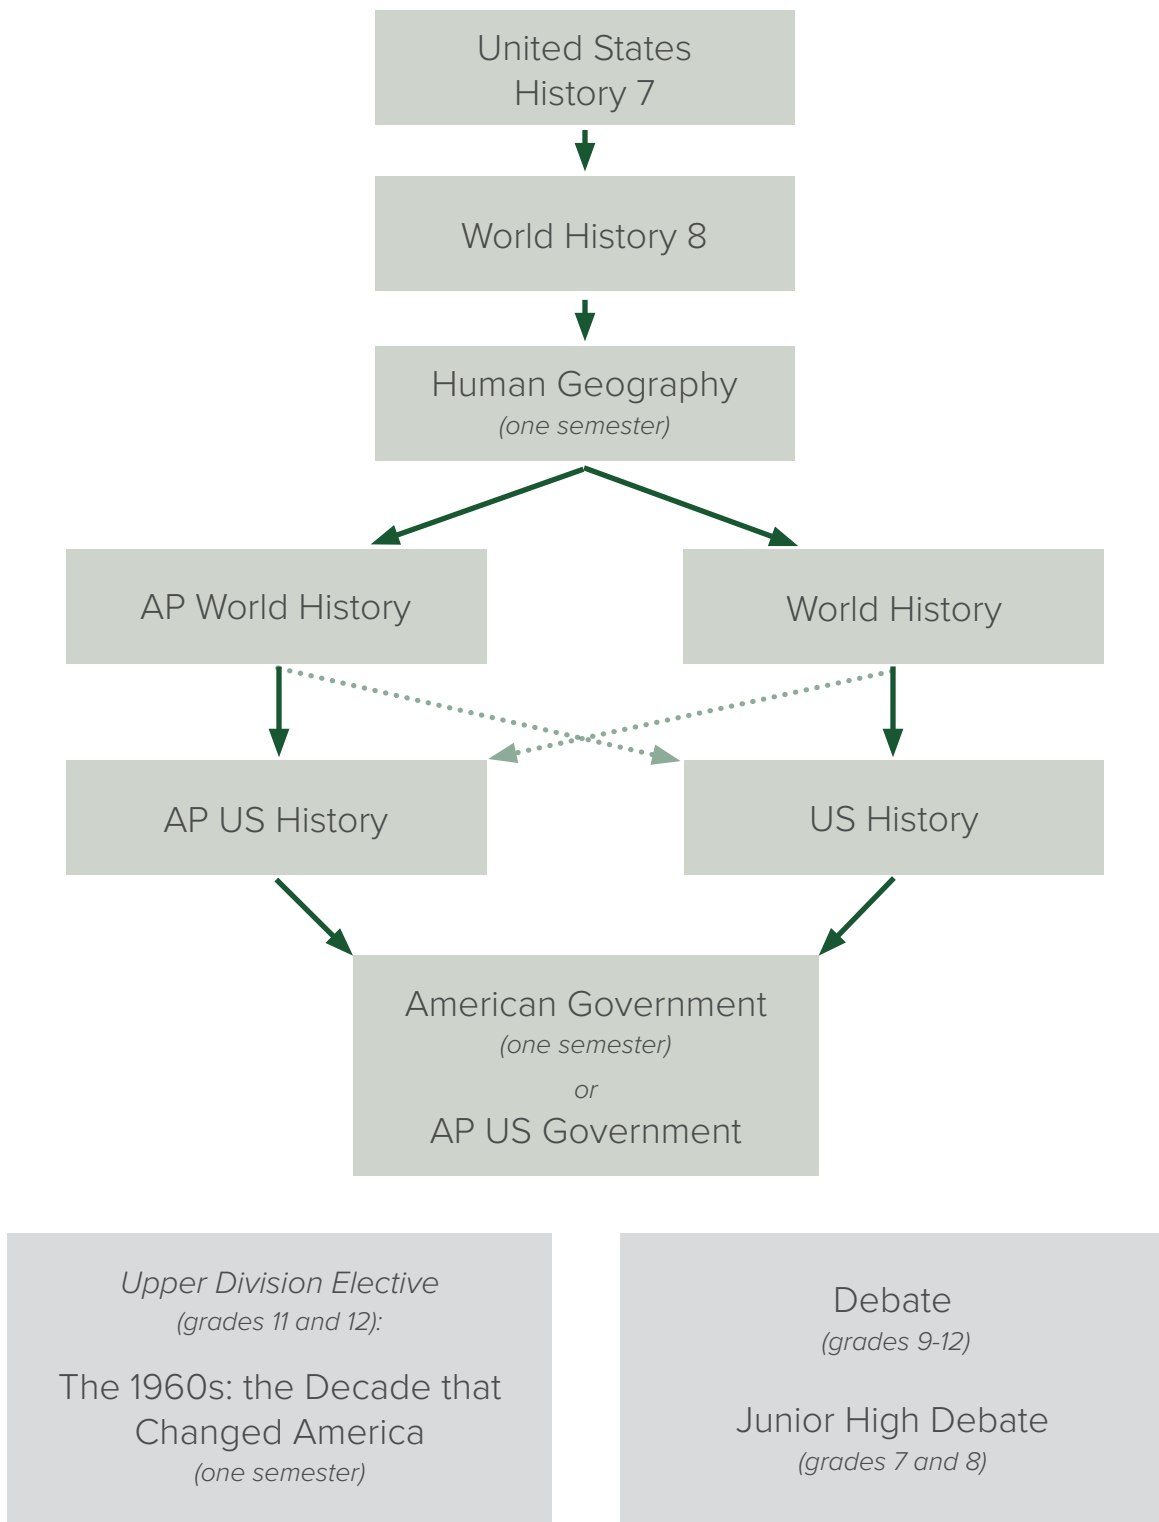 United States
History 7
World History 8
Human Geography
(one semester)
AP World History
World History
AP US History
US History
American Government
(one semester)
or
AP US Government
Upper Division Elective
(grades 11 and 12):
The 1960s: the Decade that
Changed America
(one semester)
Debate
(grades 9-12)
Junior High Debate
(grades 7 and 8)